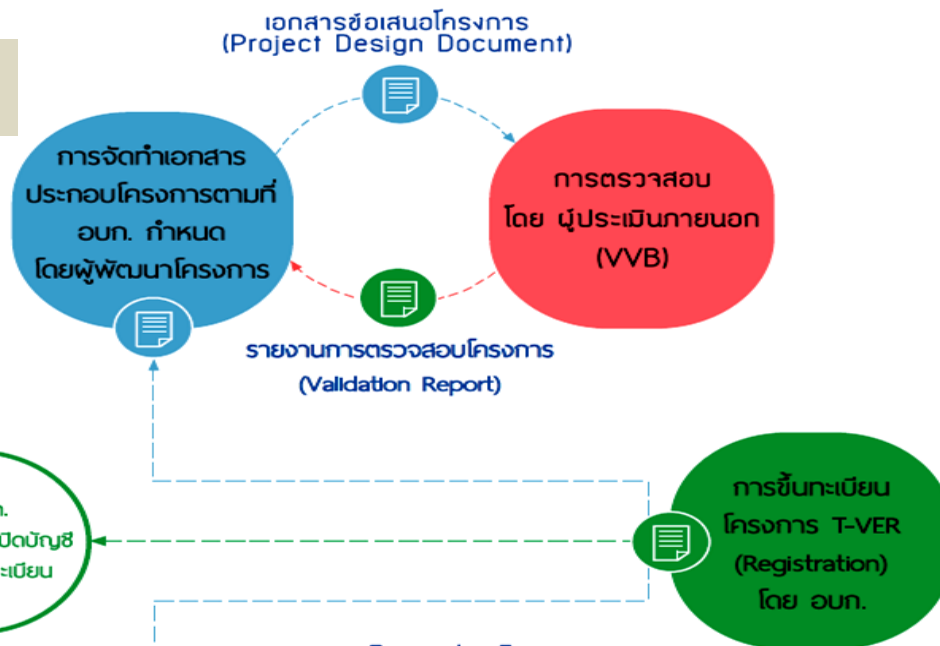 เอกสารข้อเสนอโครงการ
(Project Design Document)
การจัดทำเอกสาร
ประกอบโครงการตามที่
อบก. กำหนด
โดยผู้พัฒนาโครงการ
การตรวจสอบ
โดย ผู้ประเมินภายนอก
(VVB)
รายงานการตรวจสอบโครงการ
(Validation Report)
การขึ้นทะเบียน
โครงการ T-VER
(Registration)
โดย อบก.